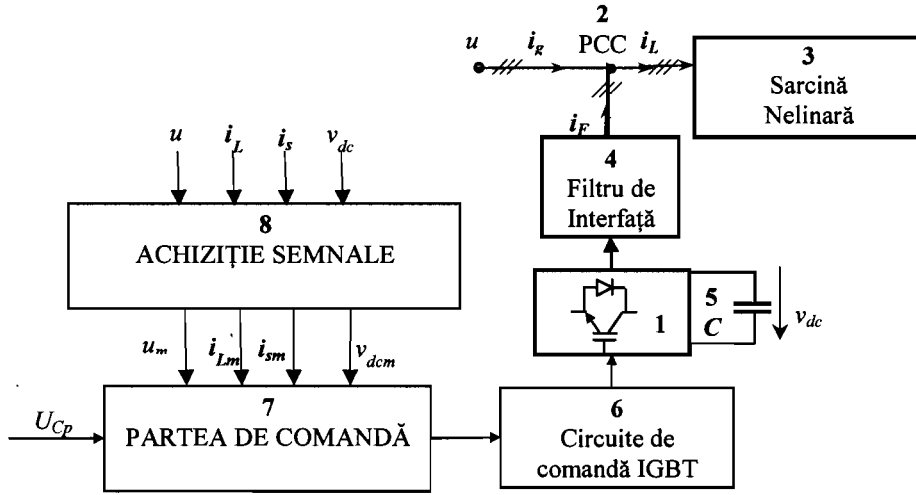 2
u
i_g
PCC
i_L
3
Sarcină
Nelinară
i_F
4
Filtru de
Interfață
u
i_L
i_s
v_dc
8
ACHIZIȚIE SEMNALE
1
5
C
v_dc
u_m
i_Lm
i_sm
v_dcm
U_Cp
7
PARTEA DE COMANDĂ
6
Circuite de
comandă IGBT